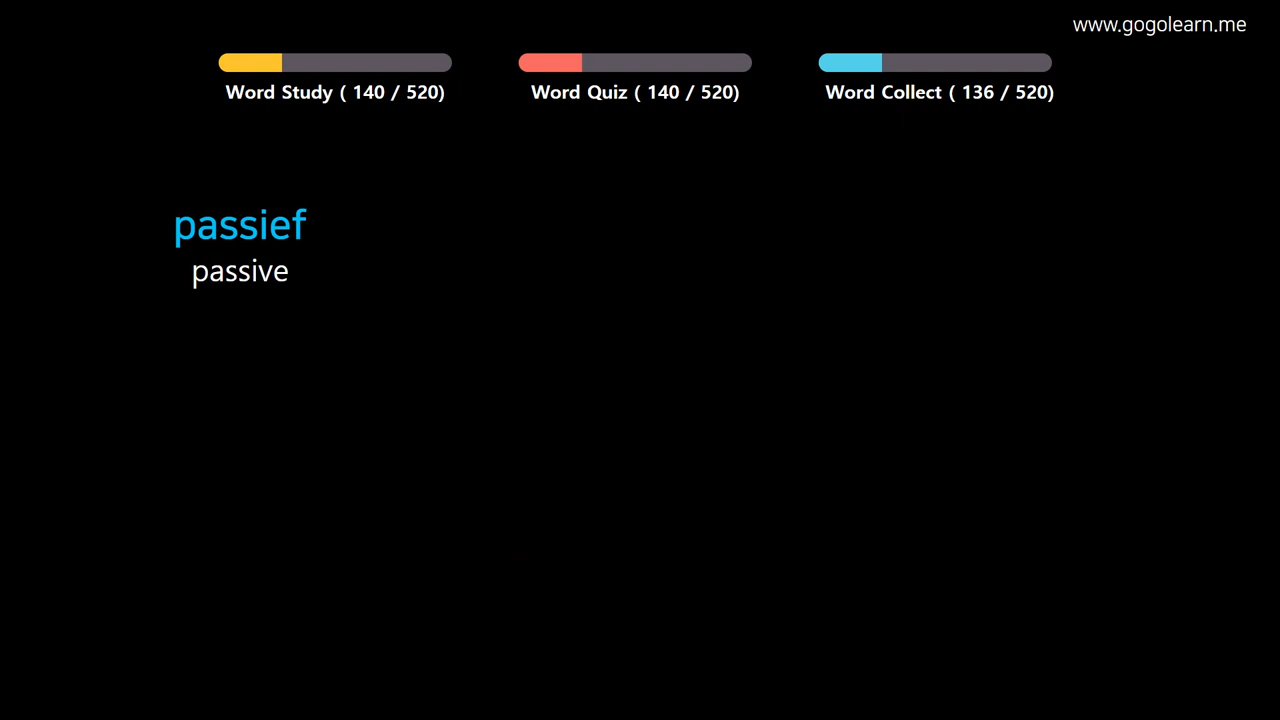 www.gogolearn.me
Word Study ( 140 / 520)
Word Quiz ( 140 / 520)
Word Collect ( 136 / 520)
passief
passive